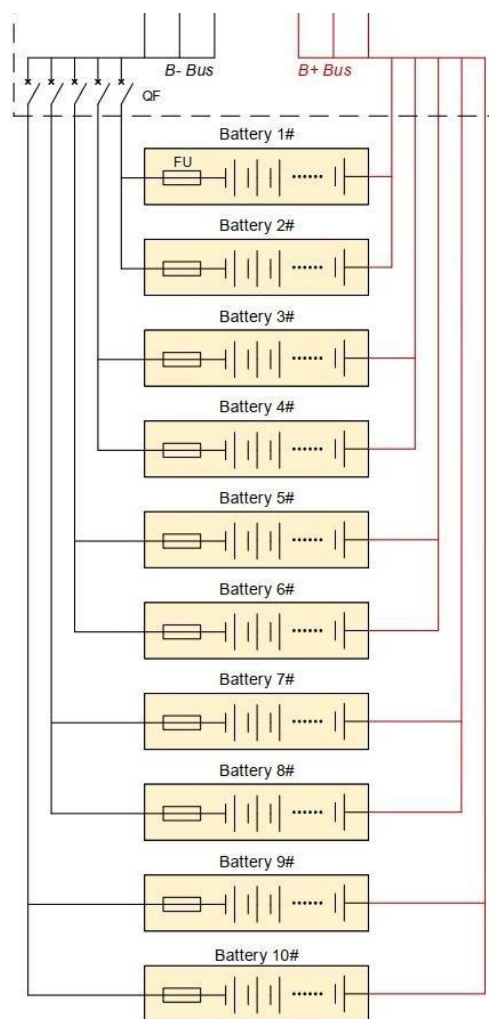 B- Bus
B+ Bus
QF
Battery 1#
FU
Battery 2#
Battery 3#
Battery 4#
Battery 5#
Battery 6#
Battery 7#
Battery 8#
Battery 9#
Battery 10#